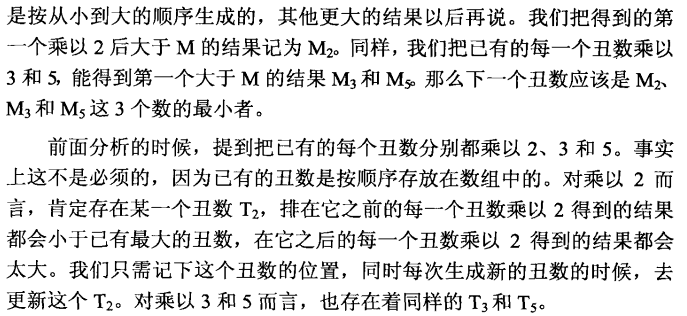 是按从小到大的顺序生成的，其他更大的结果以后再说。我们把得到的第
一个乘以 2 后大于 M 的结果记为 M₂。同样，我们把已有的每一个丑数乘以
3 和 5，能得到第一个大于 M 的结果 M₃ 和 M₅。那么下一个丑数应该是 M₂、
M₃ 和 M₅ 这 3 个数的最小者。
前面分析的时候，提到把已有的每个丑数分别都乘以 2、3 和 5。事实
上这不是必须的，因为已有的丑数是按顺序存放在数组中的。对乘以 2 而
言，肯定存在某一个丑数 T₂，排在它之前的每一个丑数乘以 2 得到的结果
都会小于已有最大的丑数，在它之后的每一个丑数乘以 2 得到的结果都会
太大。我们只需记下这个丑数的位置，同时每次生成新的丑数的时候，去
更新这个 T₂。对乘以 3 和 5 而言，也存在着同样的 T₃ 和 T₅。